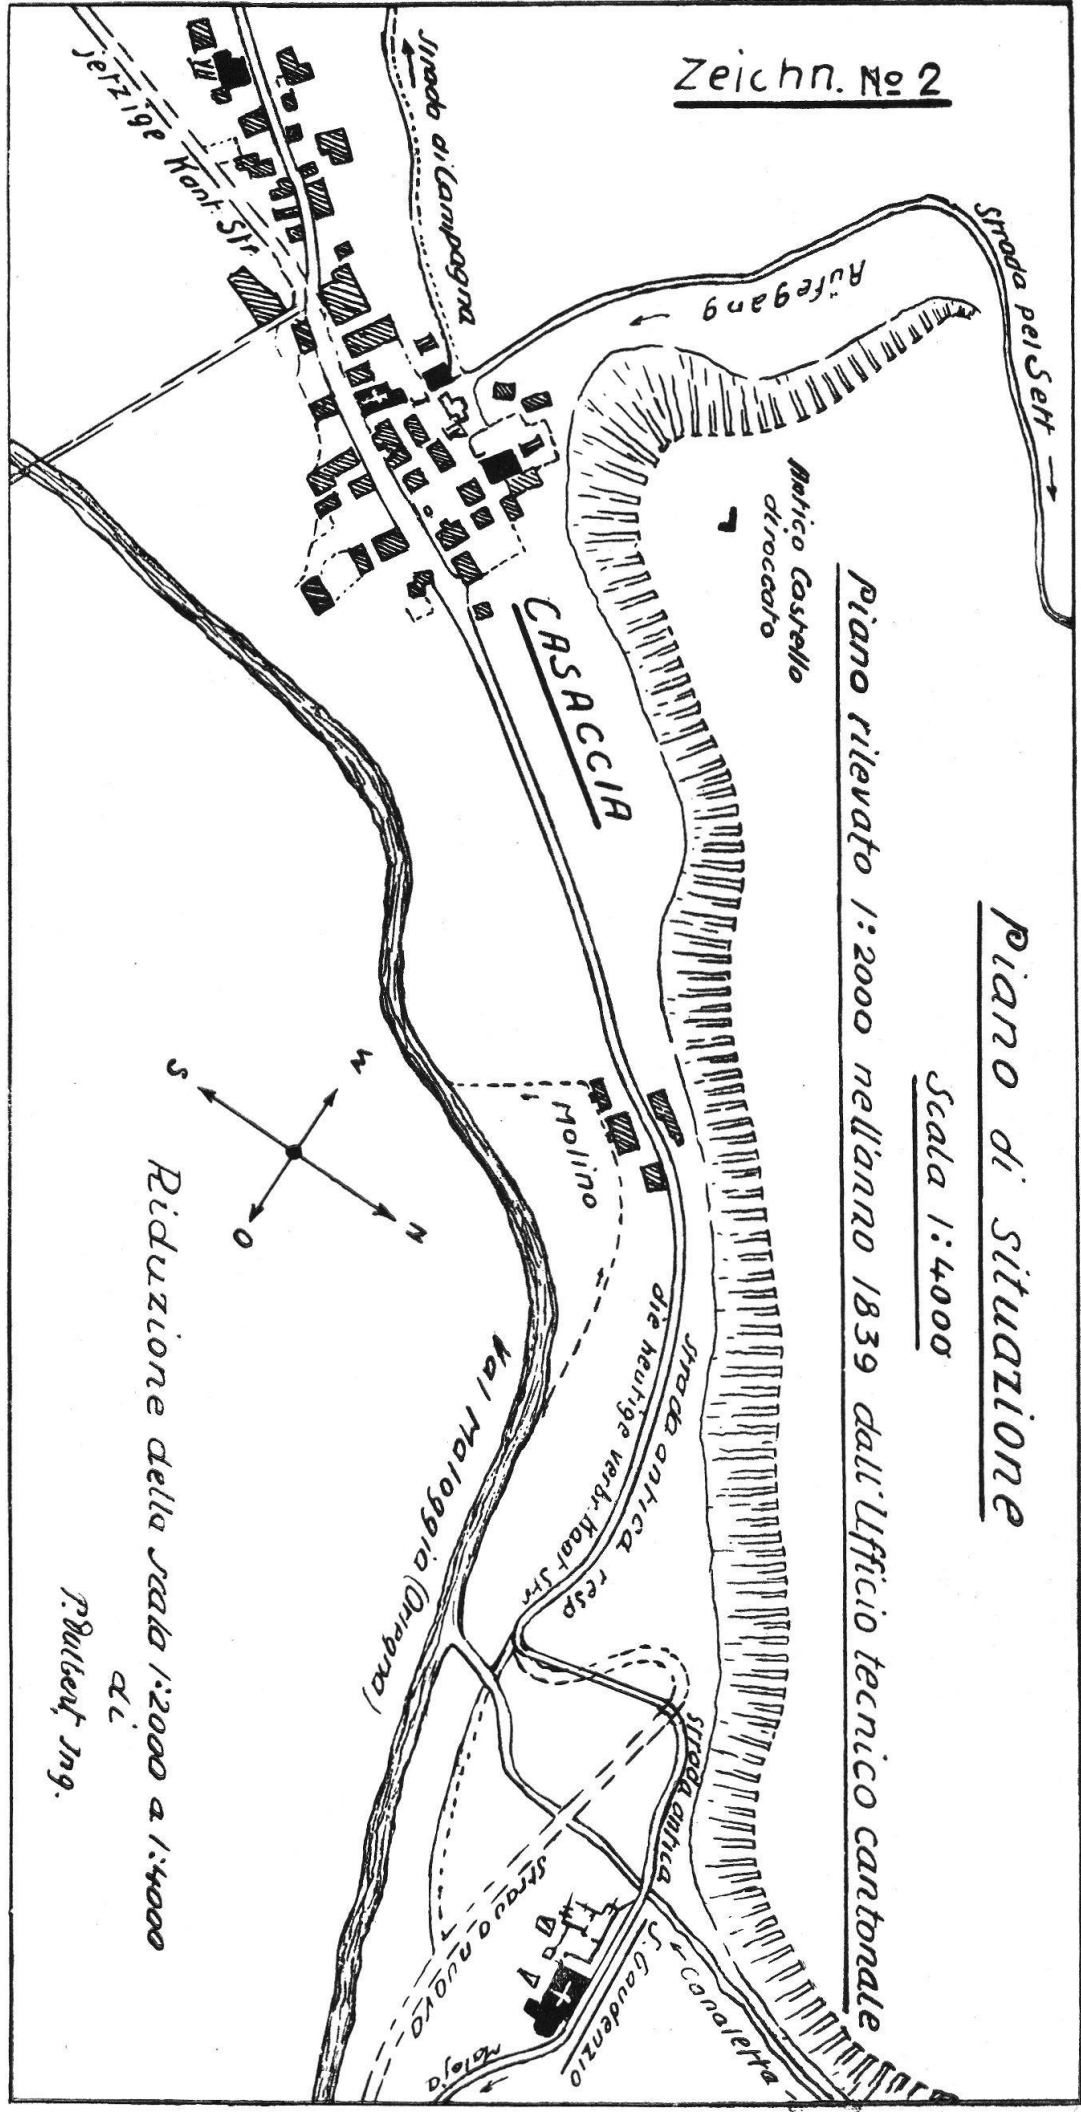 Zeichn. No 2
Piano di Situazione
Scala 1:4000
Piano rilevato 1:2000 nell'anno 1839 dall'Ufficio tecnico cantonale
Strada pel Sett
Rüfegang
Antico Castello
diroccato
Strada di Campagna
jetzige Kant. Str.
CASACCIA
Molino
Strada antica
resp
die heutige verbr. Kant. Str.
Val Maloggia (Orlegna)
W
S
N
O
Strada antica
Strada nuova
S. Gaudenzio
Canaletta
Maloja
Riduzione della scala 1:2000 a 1:4000
di
Ing.